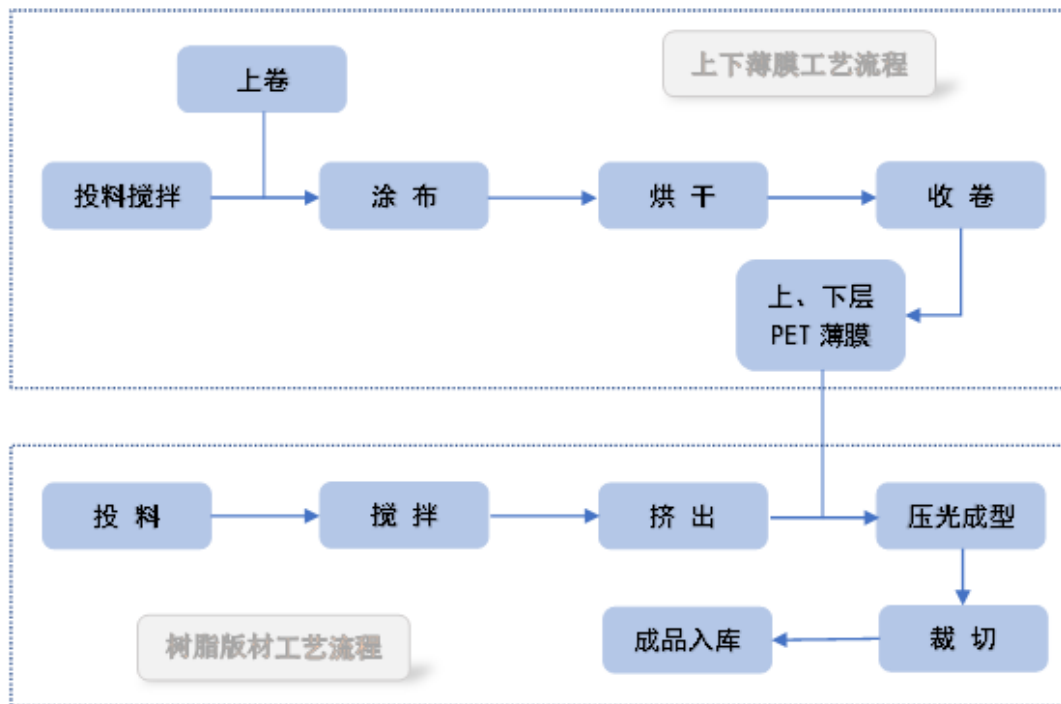 上下薄膜工艺流程
上卷
投料搅拌
涂 布
烘 干
收 卷
上、下层
PET 薄膜
投 料
搅 拌
挤 出
压光成型
树脂版材工艺流程
成品入库
裁 切